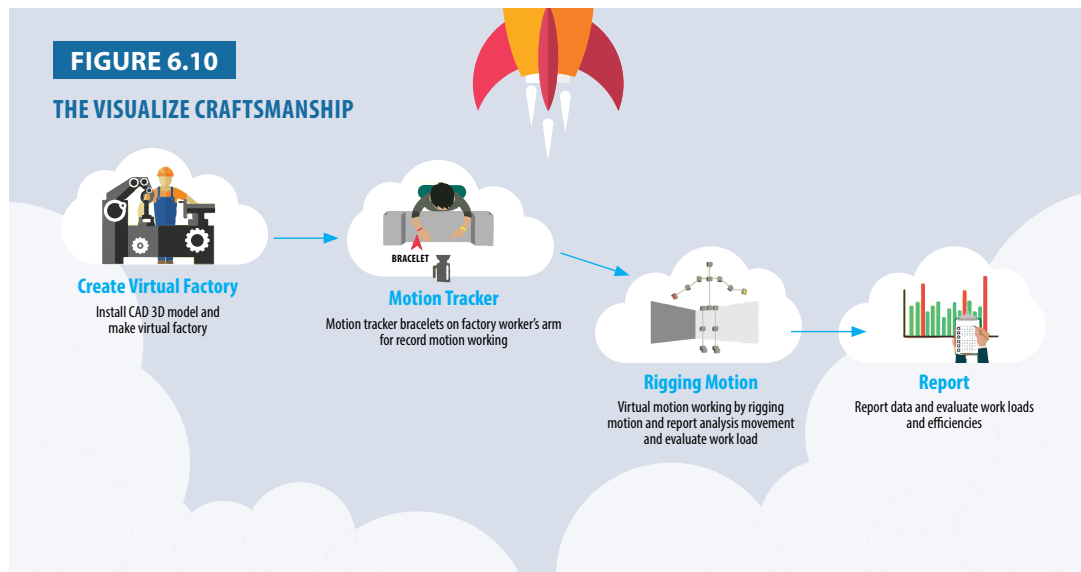 FIGURE 6.10
THE VISUALIZE CRAFTSMANSHIP
BRACELET
Create Virtual Factory
Install CAD 3D model and
make virtual factory
Motion Tracker
Motion tracker bracelets on factory worker's arm
for record motion working
Rigging Motion
Virtual motion working by rigging
motion and report analysis movement
and evaluate work load
Report
Report data and evaluate work loads
and efficiencies